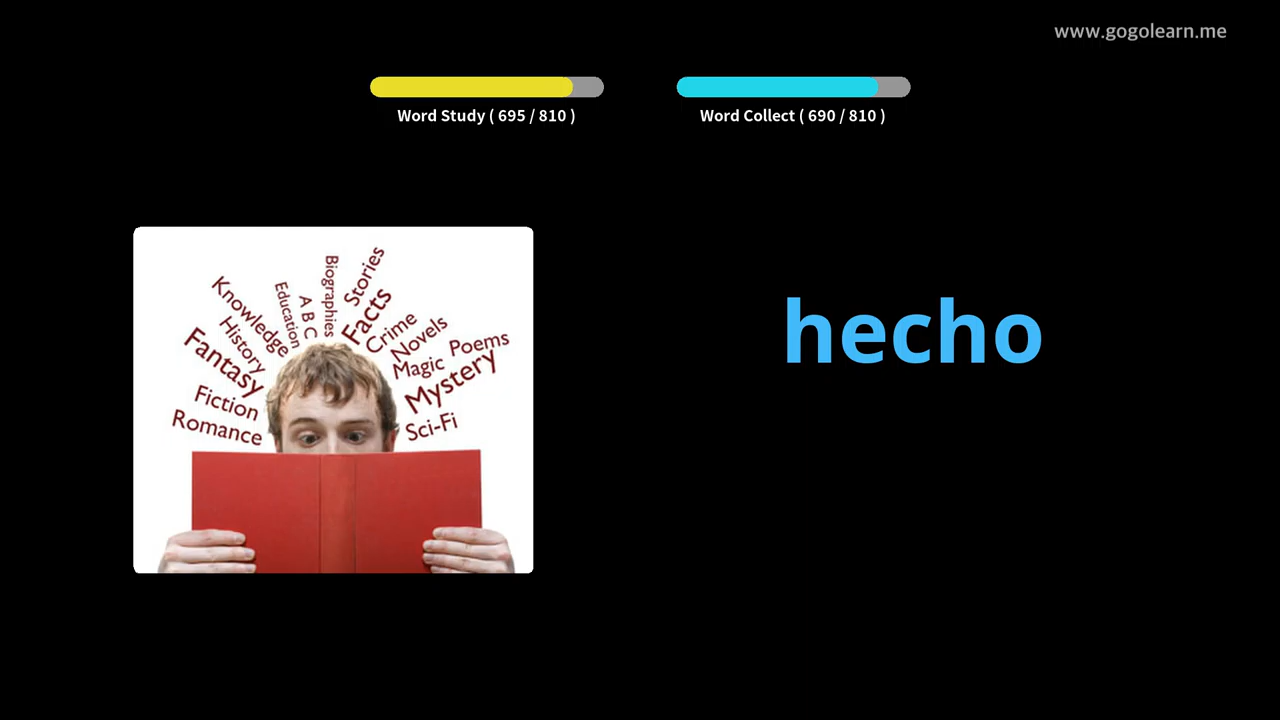 www.gogolearn.me
Word Study ( 695 / 810 )
Word Collect ( 690 / 810 )
Romance
Fiction
Fantasy
History
Knowledge
Education
A B C
Biographies
Stories
Facts
Crime
Novels
Magic
Poems
Mystery
Sci-Fi
hecho